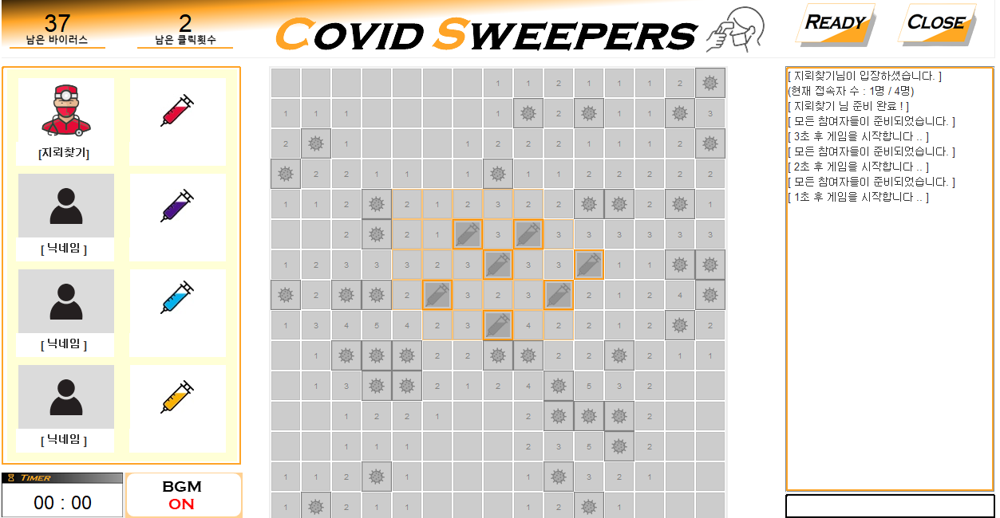 37
남은 바이러스
2
남은 클릭횟수
COVID SWEEPERS
READY
CLOSE
[지뢰찾기]
[ 닉네임 ]
[ 닉네임 ]
[ 닉네임 ]
TIMER
00 : 00
BGM
ON
1 1 2 1 1 1 2
1 1 1 1 2 3
2 1 1 2 2 2 1 1 1 2
2 2 1 1 1 1 1 2 2 2 2 2
1 1 2 2 1 2 3 2 2 2 1
2 2 1 3 3 3 3 3 3 3
1 2 3 3 3 2 3 3 3 1 1
2 2 3 2 3 2 1 2 4
1 3 4 5 4 2 3 4 2 2 1 2 2
1 2 2 2 2 2 1 1
1 3 2 1 2 4 5 3 2
1 2 2 1 2 2
1 1 1 2 3 5 2
1 1 2 1 1 3 2 1
1 2 1 1 1 2 1
[ 지뢰찾기님이 입장하셨습니다. ]
(현재 접속자 수 : 1명 / 4명)
[ 지뢰찾기 님 준비 완료 ! ]
[ 모든 참여자들이 준비되었습니다. ]
[ 3초 후 게임을 시작합니다 .. ]
[ 모든 참여자들이 준비되었습니다. ]
[ 2초 후 게임을 시작합니다 .. ]
[ 모든 참여자들이 준비되었습니다. ]
[ 1초 후 게임을 시작합니다 .. ]